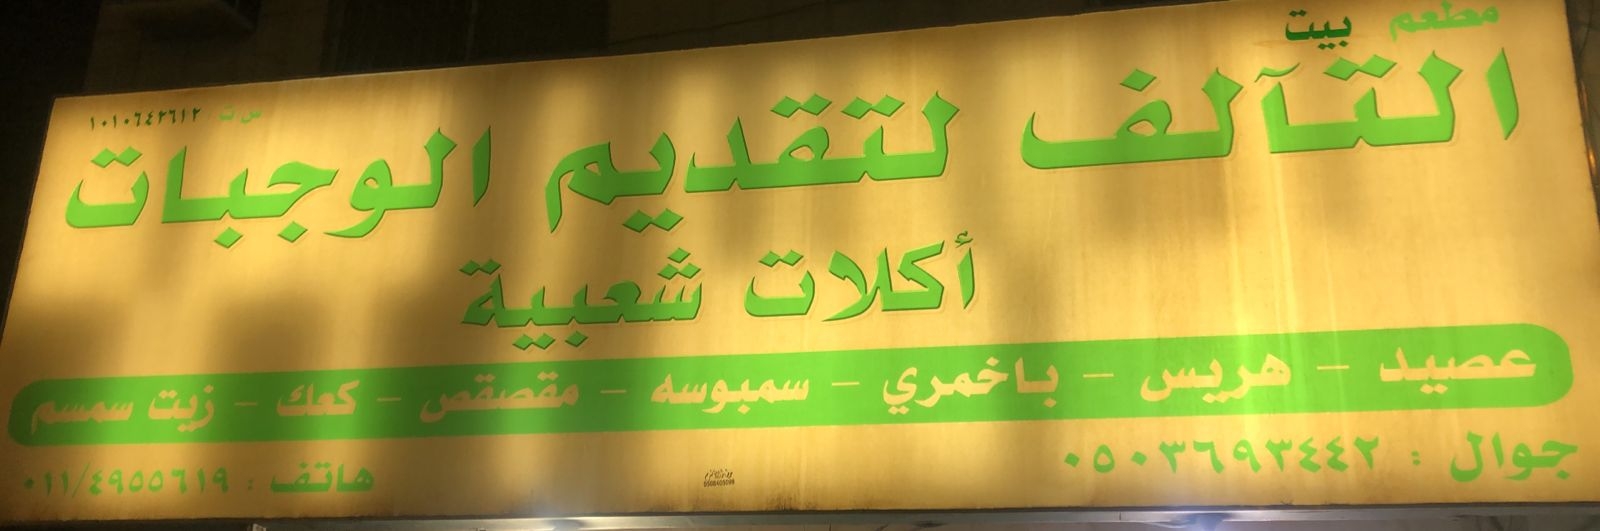 مطعم بيت
التآلف لتقديم الوجبات
س ت : ١٠١٠٦٤٢٦١٢
أكلات شعبية
عصيد - هريس - باخمري - سمبوسه - مقصقص - كعك - زيت سمسم
جوال : ٠٥٠٣٦٩٣٤٤٢
هاتف : ٠١١/٤٩٥٥٦١٩